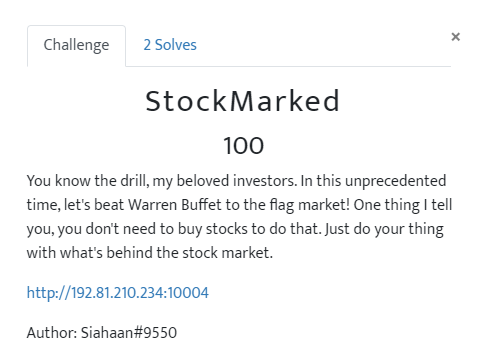 Challenge
2 Solves
×
StockMarked
100
You know the drill, my beloved investors. In this unprecedented
time, let's beat Warren Buffet to the flag market! One thing I tell
you, you don't need to buy stocks to do that. Just do your thing
with what's behind the stock market.
http://192.81.210.234:10004
Author: Siahaan#9550